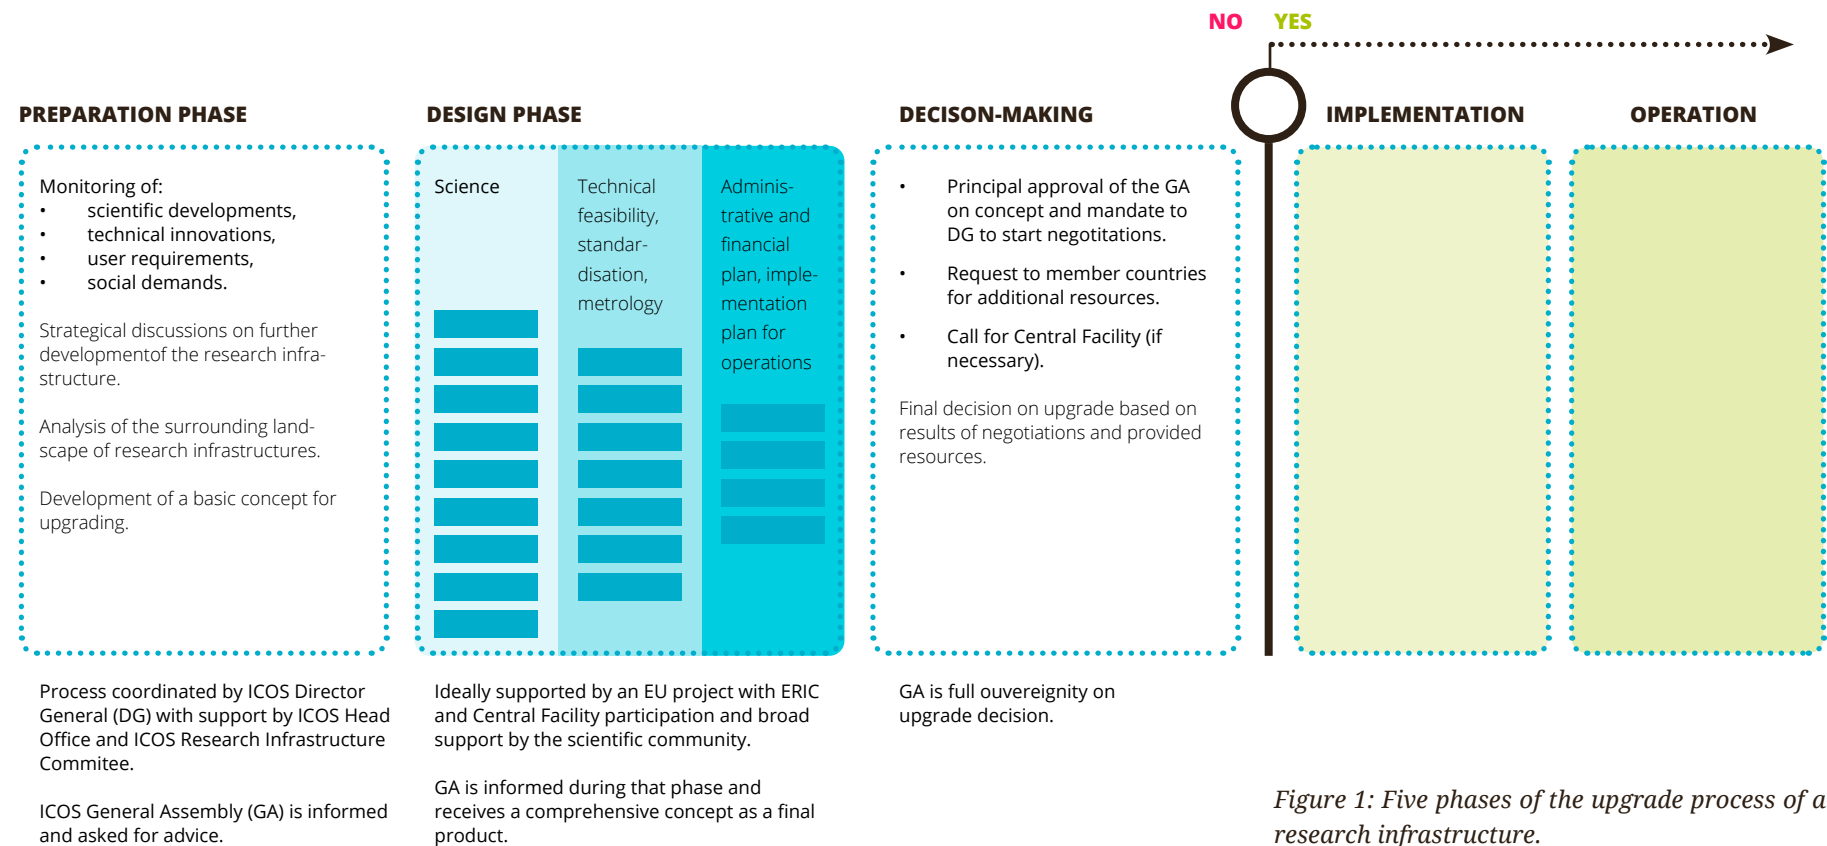 NO YES
PREPARATION PHASE
Monitoring of:
• scientific developments,
• technical innovations,
• user requirements,
• social demands.
Strategical discussions on further
developmentof the research infra-
structure.
Analysis of the surrounding land-
scape of research infrastructures.
Development of a basic concept for
upgrading.
Process coordinated by ICOS Director
General (DG) with support by ICOS Head
Office and ICOS Research Infrastructure
Commitee.
ICOS General Assembly (GA) is informed
and asked for advice.
DESIGN PHASE
Science
Technical
feasibility,
standar-
disation,
metrology
Adminis-
trative and
financial
plan, imple-
mentation
plan for
operations
Ideally supported by an EU project with ERIC
and Central Facility participation and broad
support by the scientific community.
GA is informed during that phase and
receives a comprehensive concept as a final
product.
DECISON-MAKING
• Principal approval of the GA
on concept and mandate to
DG to start negotitations.
• Request to member countries
for additional resources.
• Call for Central Facility (if
necessary).
Final decision on upgrade based on
results of negotiations and provided
resources.
GA is full ouvereignity on
upgrade decision.
IMPLEMENTATION
OPERATION
Figure 1: Five phases of the upgrade process of a
research infrastructure.